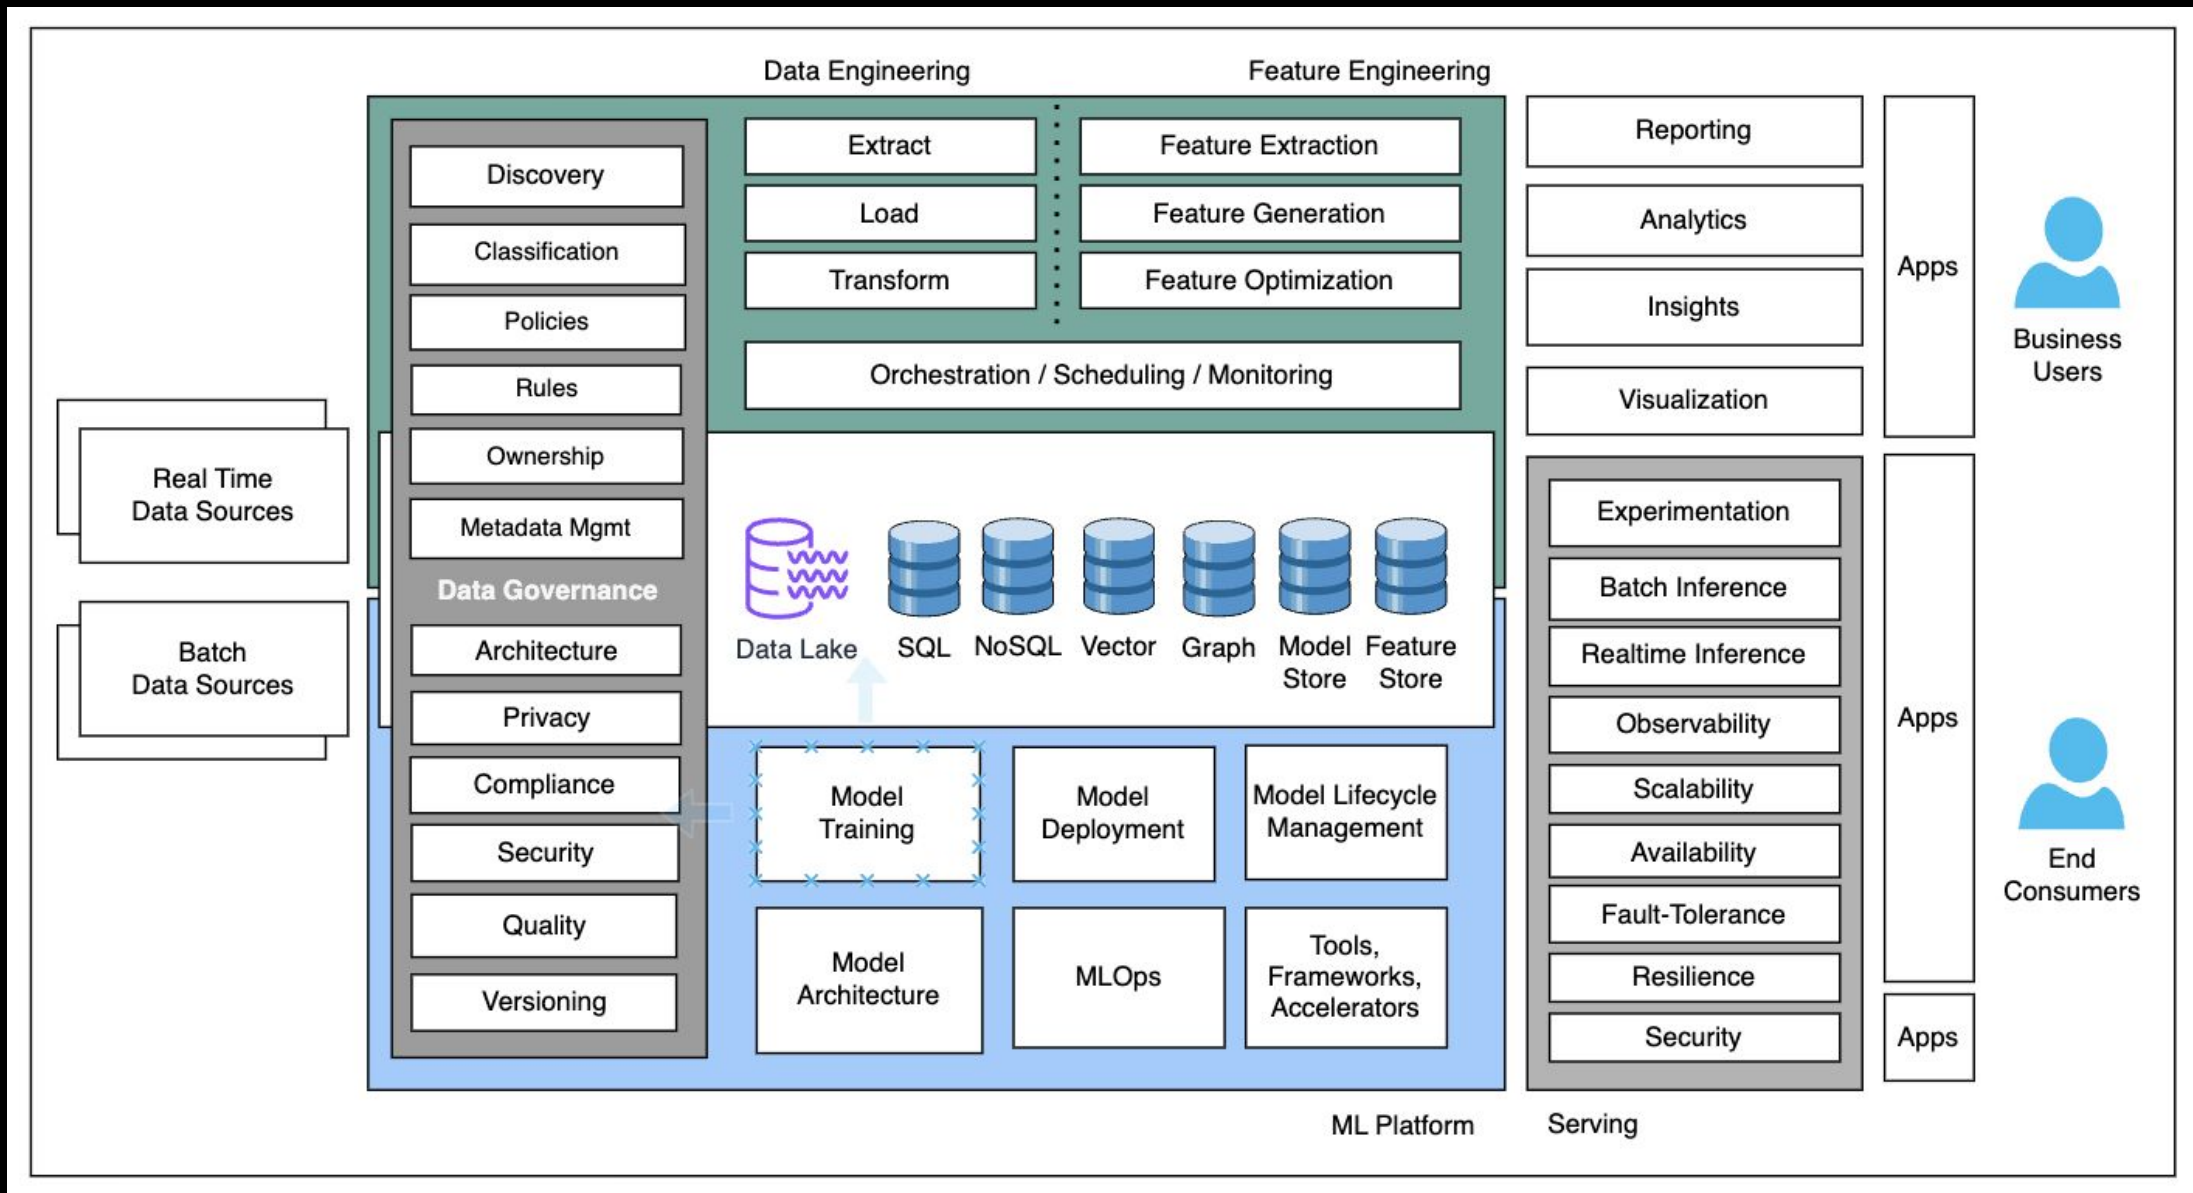 Data Engineering
Feature Engineering
Real Time
Data Sources
Batch
Data Sources
Discovery
Classification
Policies
Rules
Ownership
Metadata Mgmt
Data Governance
Architecture
Privacy
Compliance
Security
Quality
Versioning
Extract
Load
Transform
Feature Extraction
Feature Generation
Feature Optimization
Orchestration / Scheduling / Monitoring
Data Lake
SQL
NoSQL
Vector
Graph
Model
Store
Feature
Store
Model
Training
Model
Deployment
Model Lifecycle
Management
Model
Architecture
MLOps
Tools,
Frameworks,
Accelerators
ML Platform
Reporting
Analytics
Insights
Visualization
Experimentation
Batch Inference
Realtime Inference
Observability
Scalability
Availability
Fault-Tolerance
Resilience
Security
Serving
Apps
Apps
Apps
Business
Users
End
Consumers